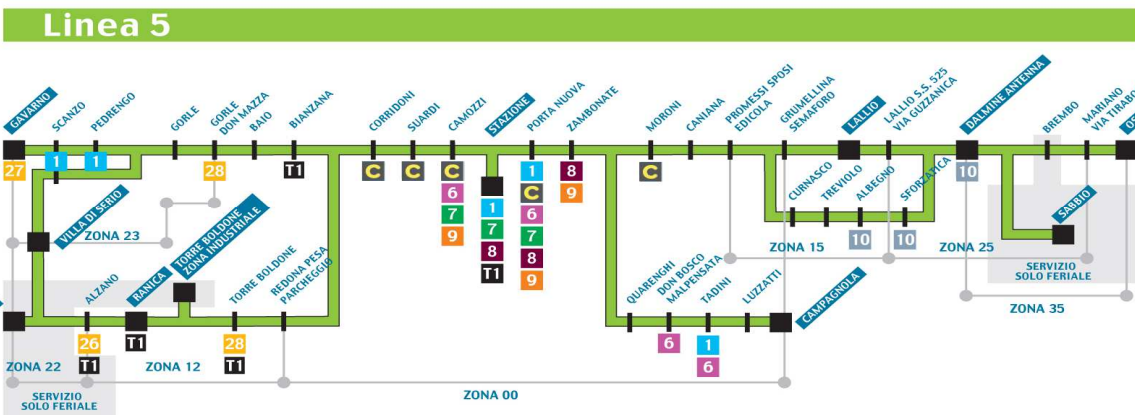 Linea 5
GAVARNO
SCANZO
PEDRENGO
GORLE
GORLE
DON MAZZA
BAIO
BIANZANA
CORRIDONI
SUARDI
CAMOZZI
STAZIONE
PORTA NUOVA
ZAMBONATE
MORONI
CANIANA
PROMESSI SPOSI
EDICOLA
GRUMELLINA
SEMAFORO
LALLIO
LALLIO S.S. 525
VIA GUZZANICA
DALMINE ANTENNA
BREMBO
MARIANO
VIA TIRABO
OS
27
1
1
28
T1
C
C
C
6
7
9
1
7
8
T1
1
C
6
7
8
9
8
9
C
10
CURNASCO
TREVIOLO
ALBEGNO
SFORZATICA
10
10
SABBIO
VILLA DI SERIO
ZONA 23
TORRE BOLDONE
ZONA INDUSTRIALE
ZONA 15
ZONA 25
SERVIZIO
SOLO FERIALE
ZONA 35
ALZANO
RANICA
TORRE BOLDONE
REDONA PESA
PARCHEGGIO
QUARENGHI
DON BOSCO
MALPENSATA
TADINI
LUZZATTI
CAMPAGNOLA
26
T1
T1
28
T1
6
1
6
ZONA 22
ZONA 12
ZONA 00
SERVIZIO
SOLO FERIALE